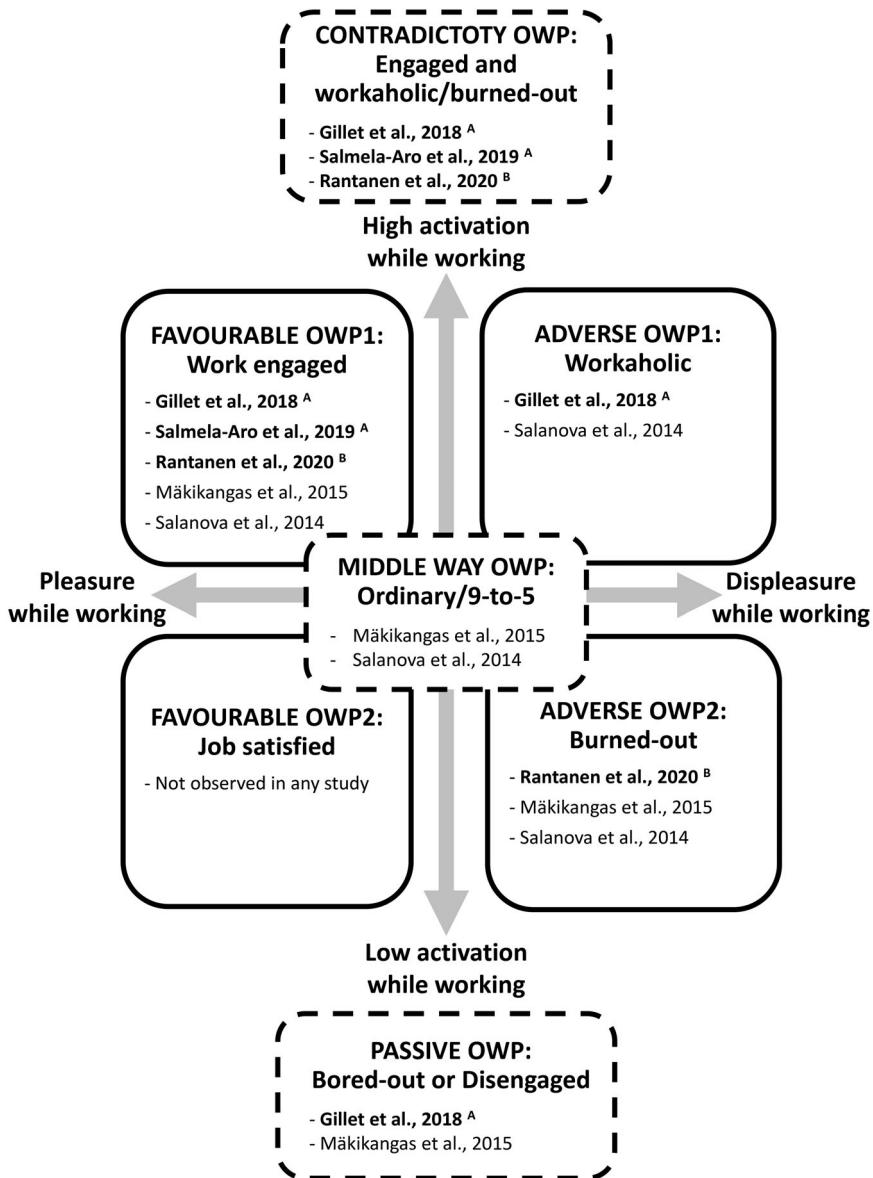 CONTRADICTOTY OWP:
Engaged and
workaholic/burned-out
- Gillet et al., 2018 A
- Salmela-Aro et al., 2019 A
- Rantanen et al., 2020 B
High activation
while working
FAVOURABLE OWP1:
Work engaged
- Gillet et al., 2018 A
- Salmela-Aro et al., 2019 A
- Rantanen et al., 2020 B
- Mäkikangas et al., 2015
- Salanova et al., 2014
ADVERSE OWP1:
Workaholic
- Gillet et al., 2018 A
- Salanova et al., 2014
Pleasure
while working
MIDDLE WAY OWP:
Ordinary/9-to-5
- Mäkikangas et al., 2015
- Salanova et al., 2014
Displeasure
while working
FAVOURABLE OWP2:
Job satisfied
- Not observed in any study
ADVERSE OWP2:
Burned-out
- Rantanen et al., 2020 B
- Mäkikangas et al., 2015
- Salanova et al., 2014
Low activation
while working
PASSIVE OWP:
Bored-out or Disengaged
- Gillet et al., 2018 A
- Mäkikangas et al., 2015